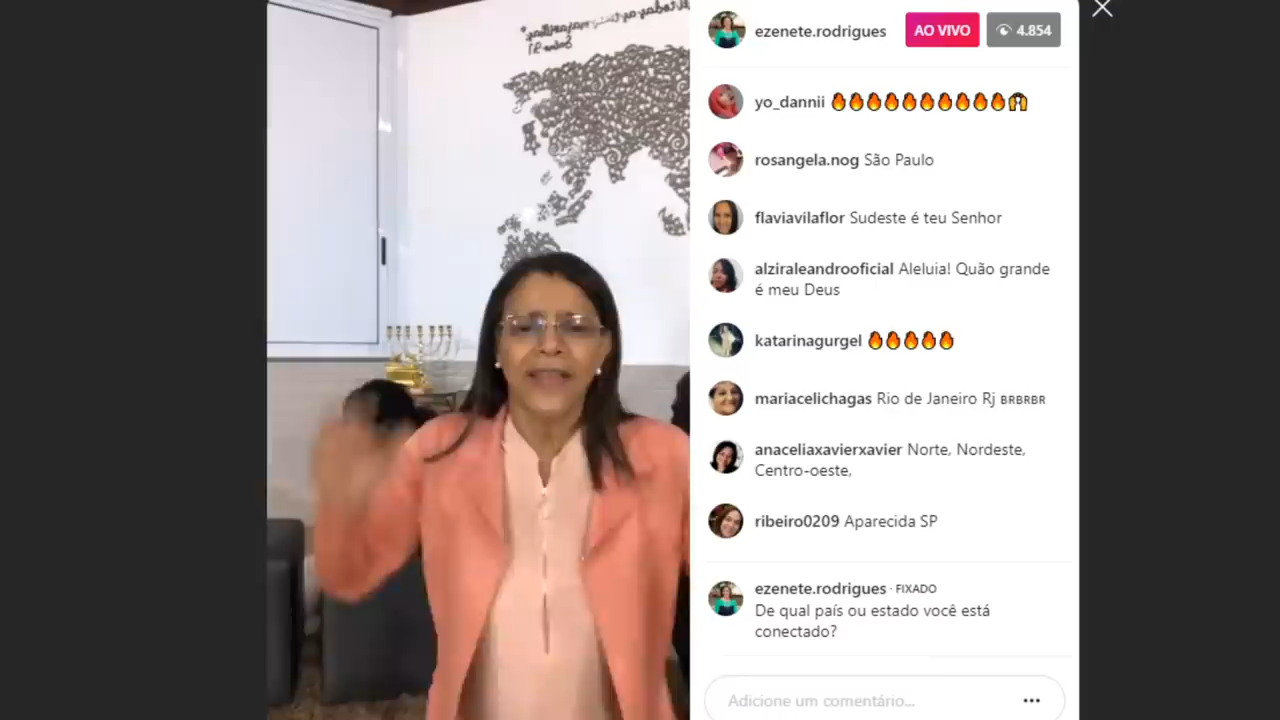 ezenete.rodrigues AO VIVO 4.854
yo_dannii 🔥🔥🔥🔥🔥🔥🔥🔥🔥🔥🙌
rosangela.nog São Paulo
flaviavilaflor Sudeste é teu Senhor
alziraleandrooficial Aleluia! Quão grande
é meu Deus
katarinagurgel 🔥🔥🔥🔥🔥
mariacelichagas Rio de Janeiro Rj BRBRBR
anaceliaxavierxavier Norte, Nordeste,
Centro-oeste,
ribeiro0209 Aparecida SP
ezenete.rodrigues · FIXADO
De qual país ou estado você está
conectado?
Adicione um comentário...